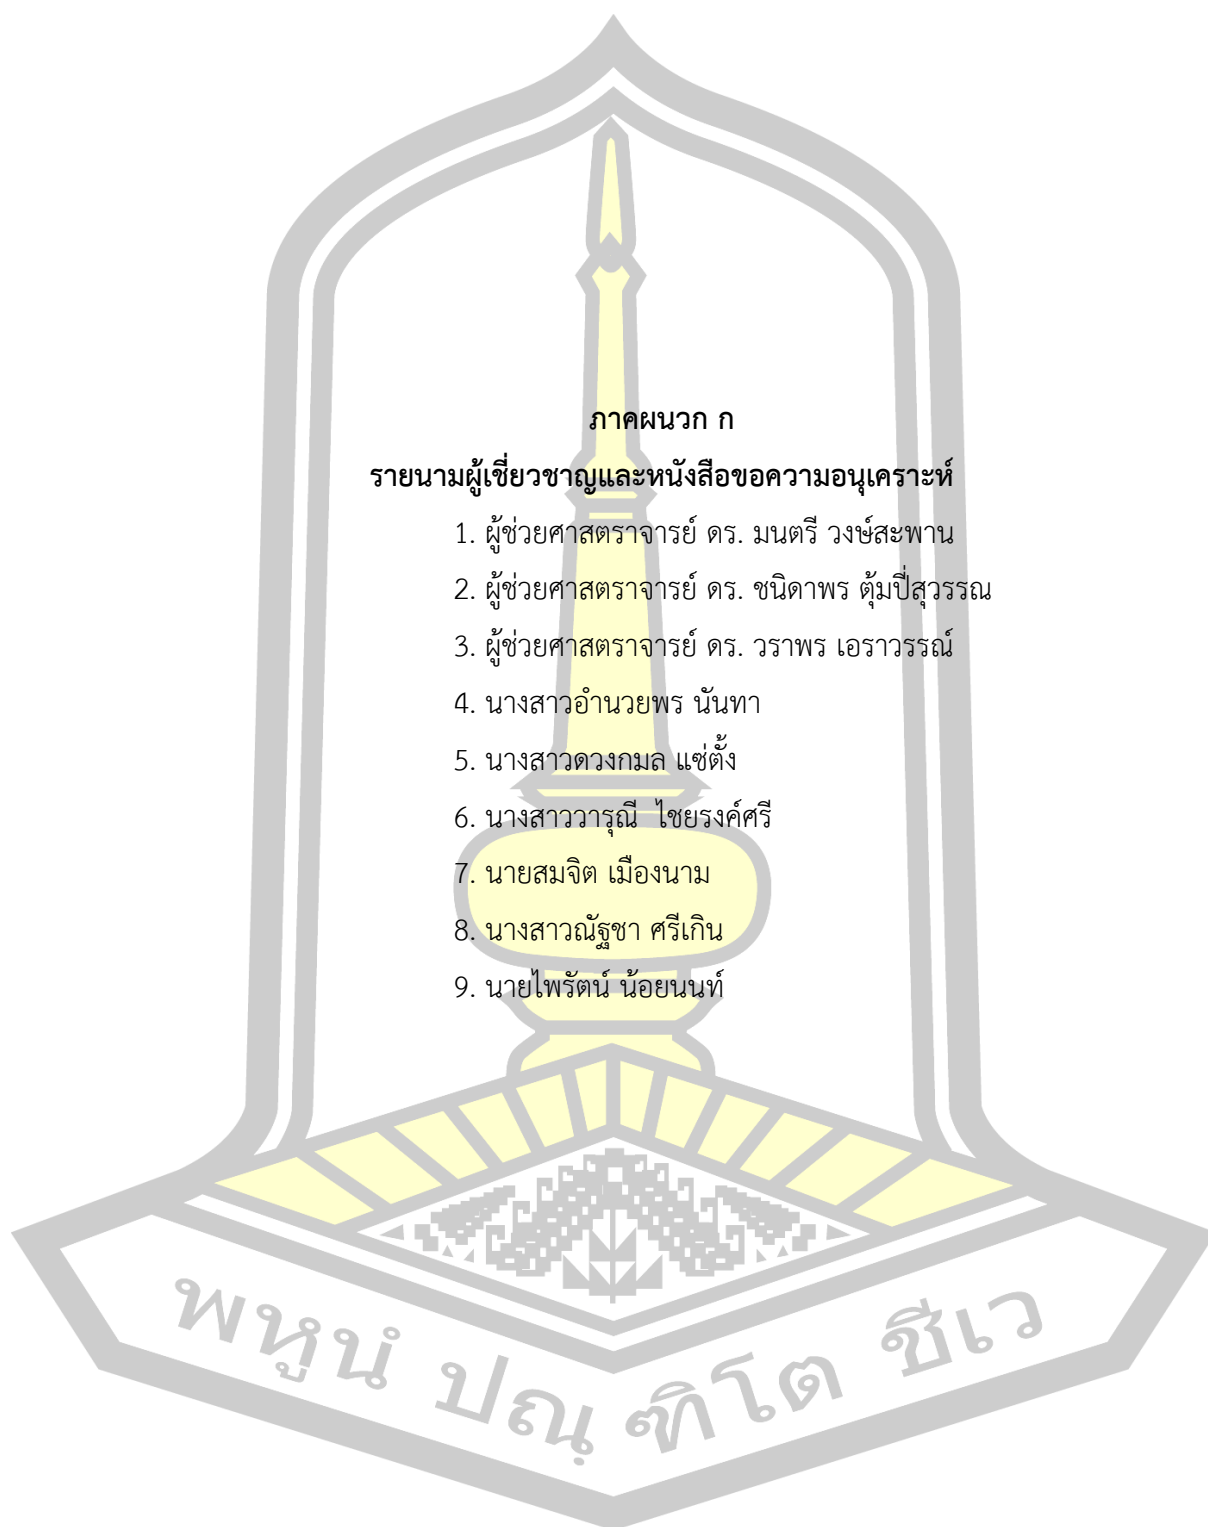 ภาคผนวก ก
รายนามผู้เชี่ยวชาญและหนังสือขอความอนุเคราะห์
1. ผู้ช่วยศาสตราจารย์ ดร. มนตรี วงษ์สะพาน
2. ผู้ช่วยศาสตราจารย์ ดร. ชนิดาพร ตุ้มปี่สุวรรณ
3. ผู้ช่วยศาสตราจารย์ ดร. วราพร เอราวรรณ์
4. นางสาวอำนวยพร นันทา
5. นางสาวดวงกมล แซ่ตั้ง
6. นางสาววารุณี ไชยรงค์ศรี
7. นายสมจิต เมืองนาม
8. นางสาวณัฐชา ศรีเกิน
9. นายไพรัตน์ น้อยนนท์
พหูนํ ปณฺ ฑิโต ชีเว